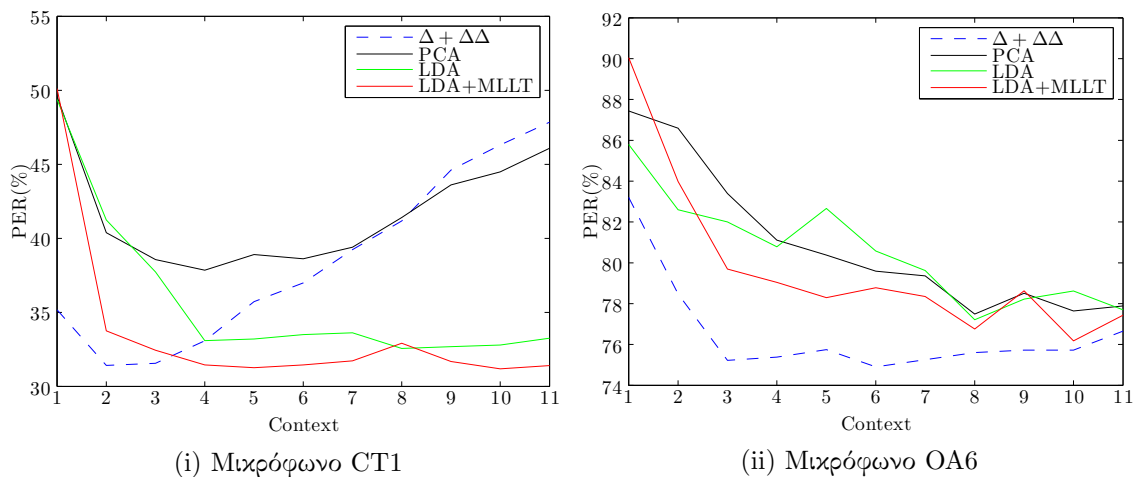 55
50
45
40
35
30
PER(%)
1 2 3 4 5 6 7 8 9 10 11
Context
Δ + ΔΔ
PCA
LDA
LDA+MLLT
(i) Μικρόφωνο CT1
92
90
88
86
84
82
80
78
76
74
PER(%)
1 2 3 4 5 6 7 8 9 10 11
Context
Δ + ΔΔ
PCA
LDA
LDA+MLLT
(ii) Μικρόφωνο OA6